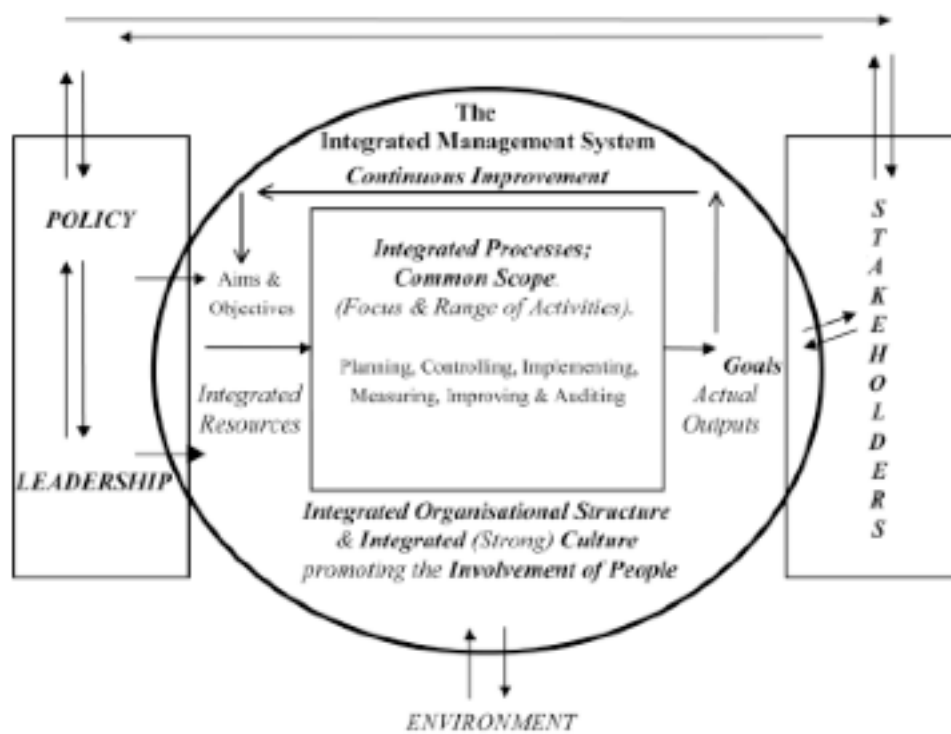 The
Integrated Management System
Continuous Improvement
POLICY
Aims &
Objectives
Integrated
Resources
LEADERSHIP
Integrated Processes;
Common Scope.
(Focus & Range of Activities).
Planning, Controlling, Implementing,
Measuring, Improving & Auditing
Goals
Actual
Outputs
STAKEHOLDERS
Integrated Organisational Structure
& Integrated (Strong) Culture
promoting the Involvement of People
ENVIRONMENT